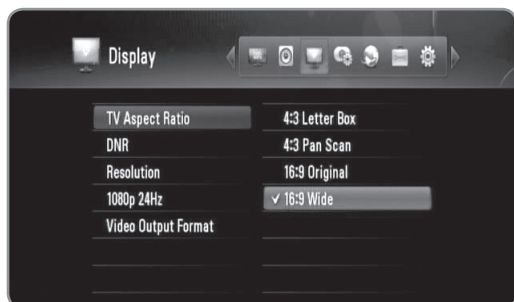 Display
TV Aspect Ratio
DNR
Resolution
1080p 24Hz
Video Output Format
4:3 Letter Box
4:3 Pan Scan
16:9 Original
16:9 Wide